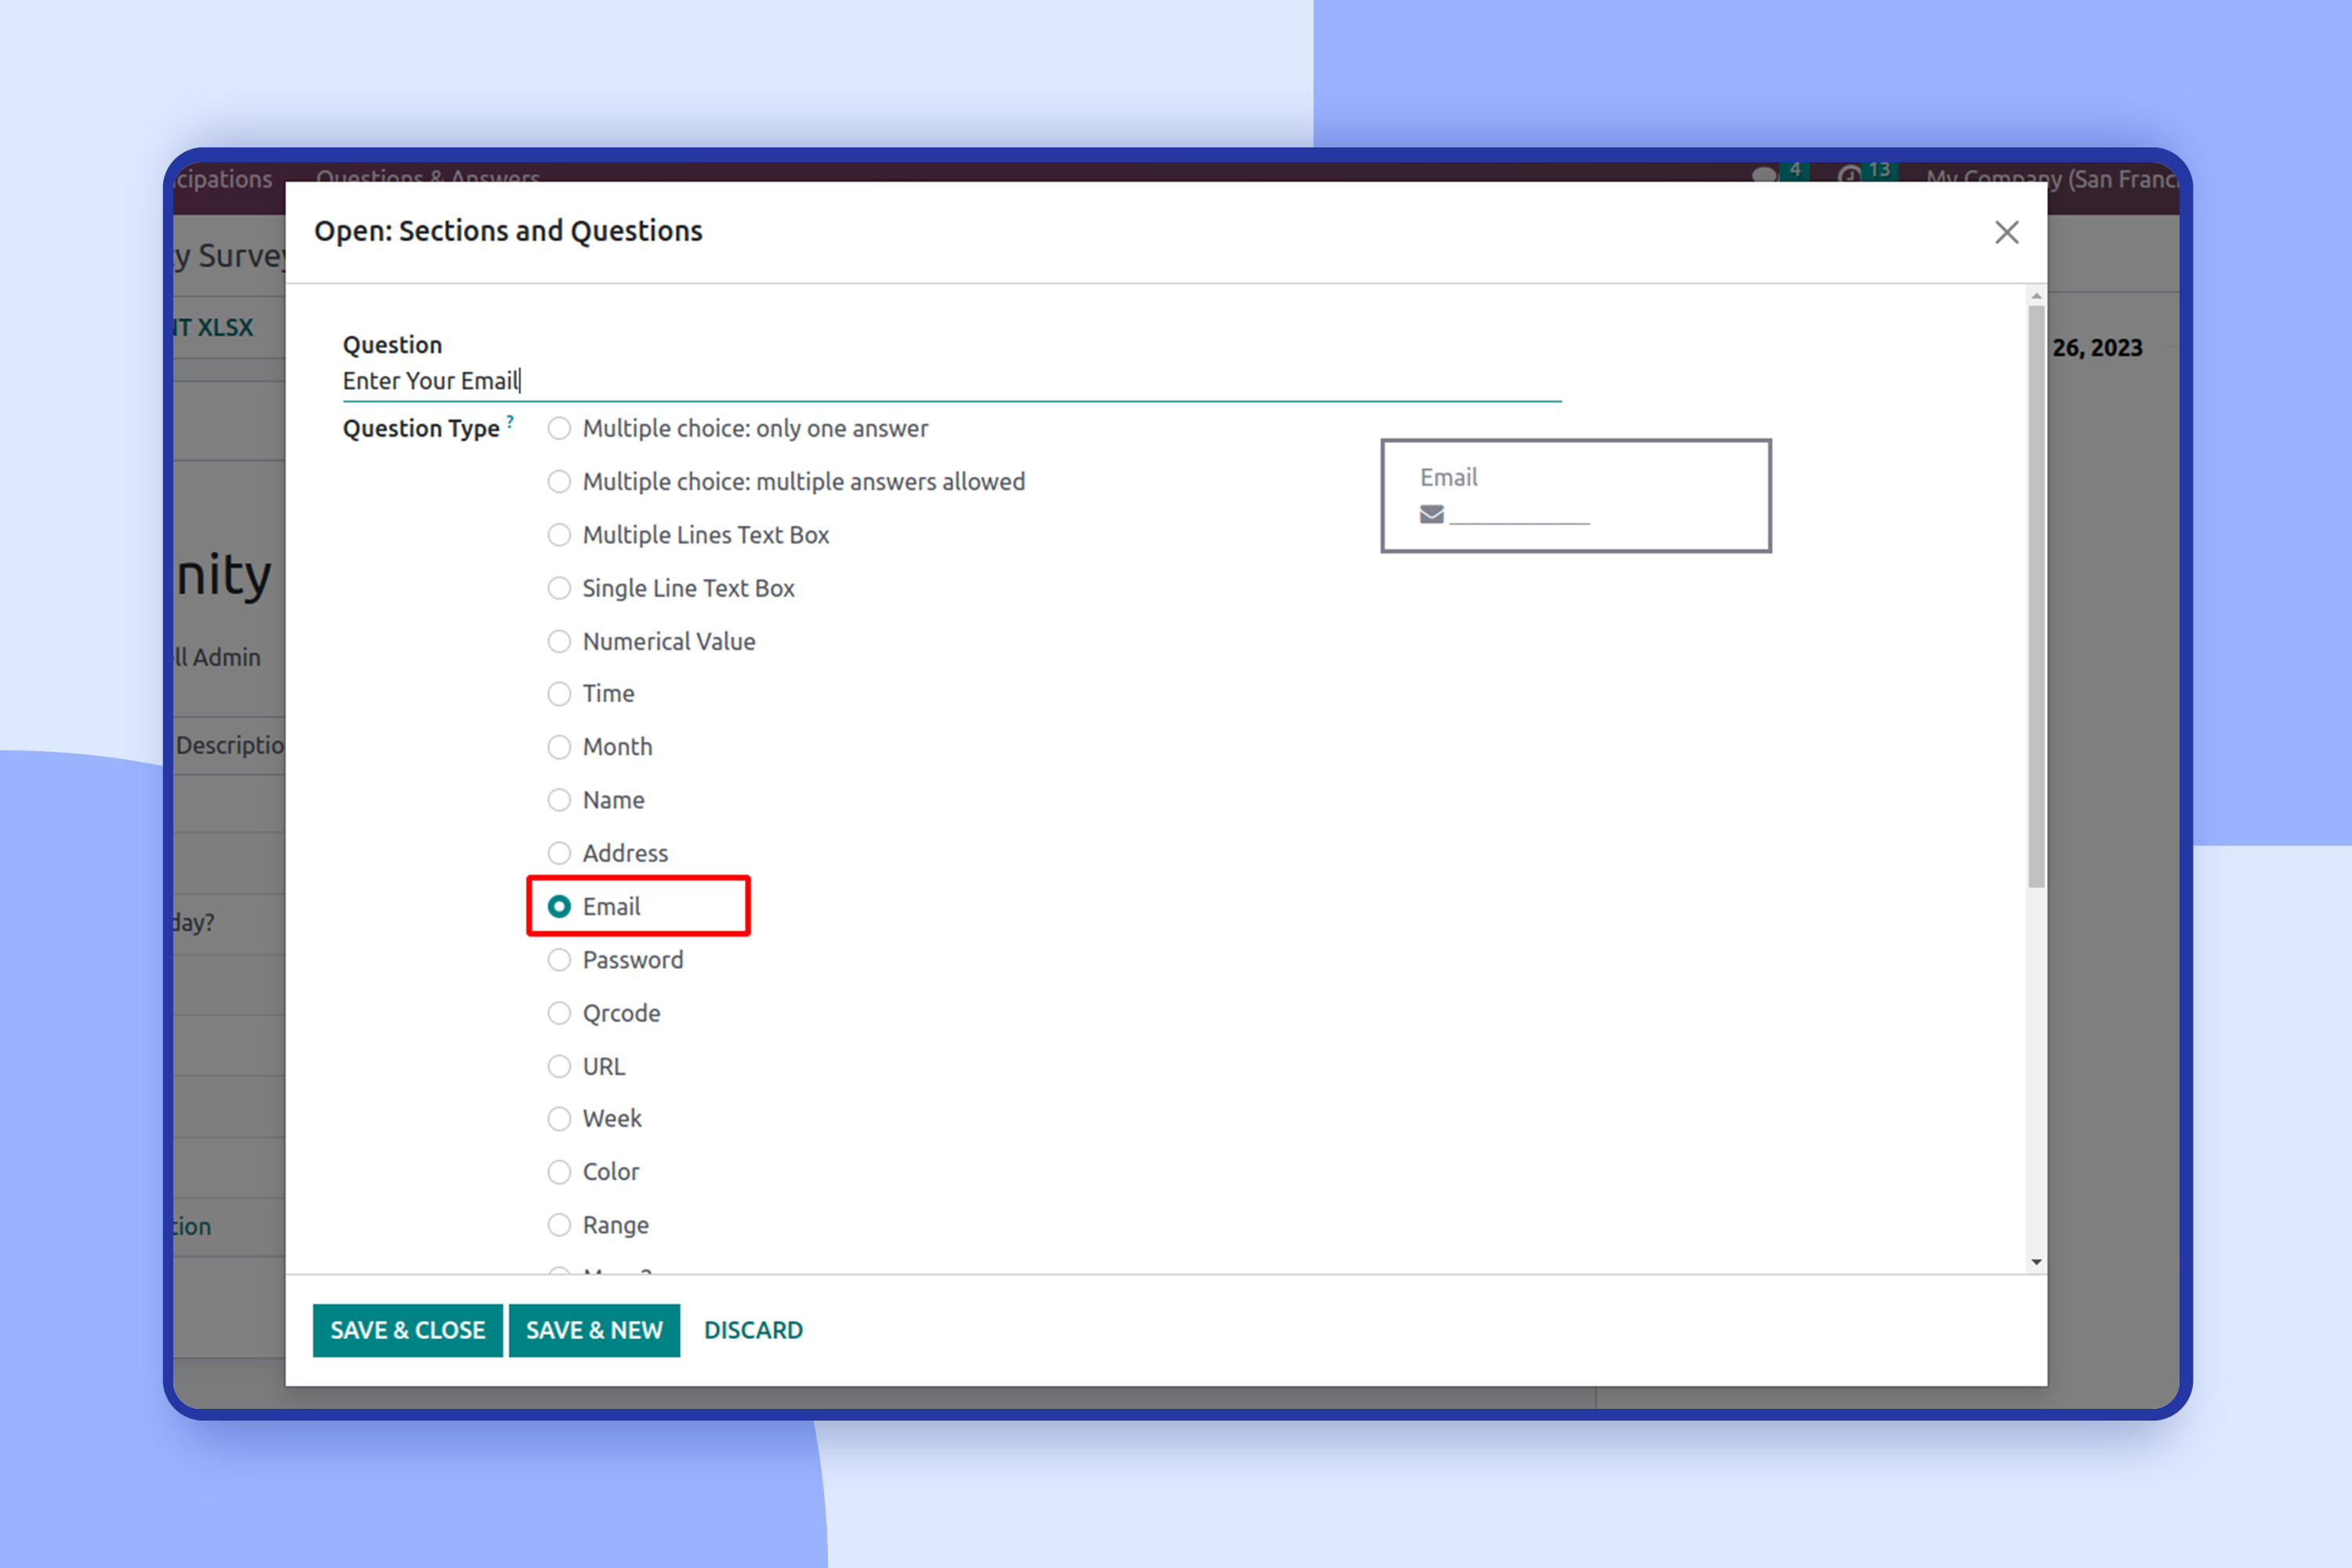 cipations Questions & Answers 4 13 My Company (San Franc
Open: Sections and Questions
y Survey
NT XLSX
26, 2023
Question
Enter Your Email
Question Type ?
Multiple choice: only one answer
Multiple choice: multiple answers allowed
Multiple Lines Text Box
Single Line Text Box
Numerical Value
Time
Month
Name
Address
Email
Password
Qrcode
URL
Week
Color
Range
Email
nity
ll Admin
Descriptio
day?
tion
SAVE & CLOSE SAVE & NEW DISCARD